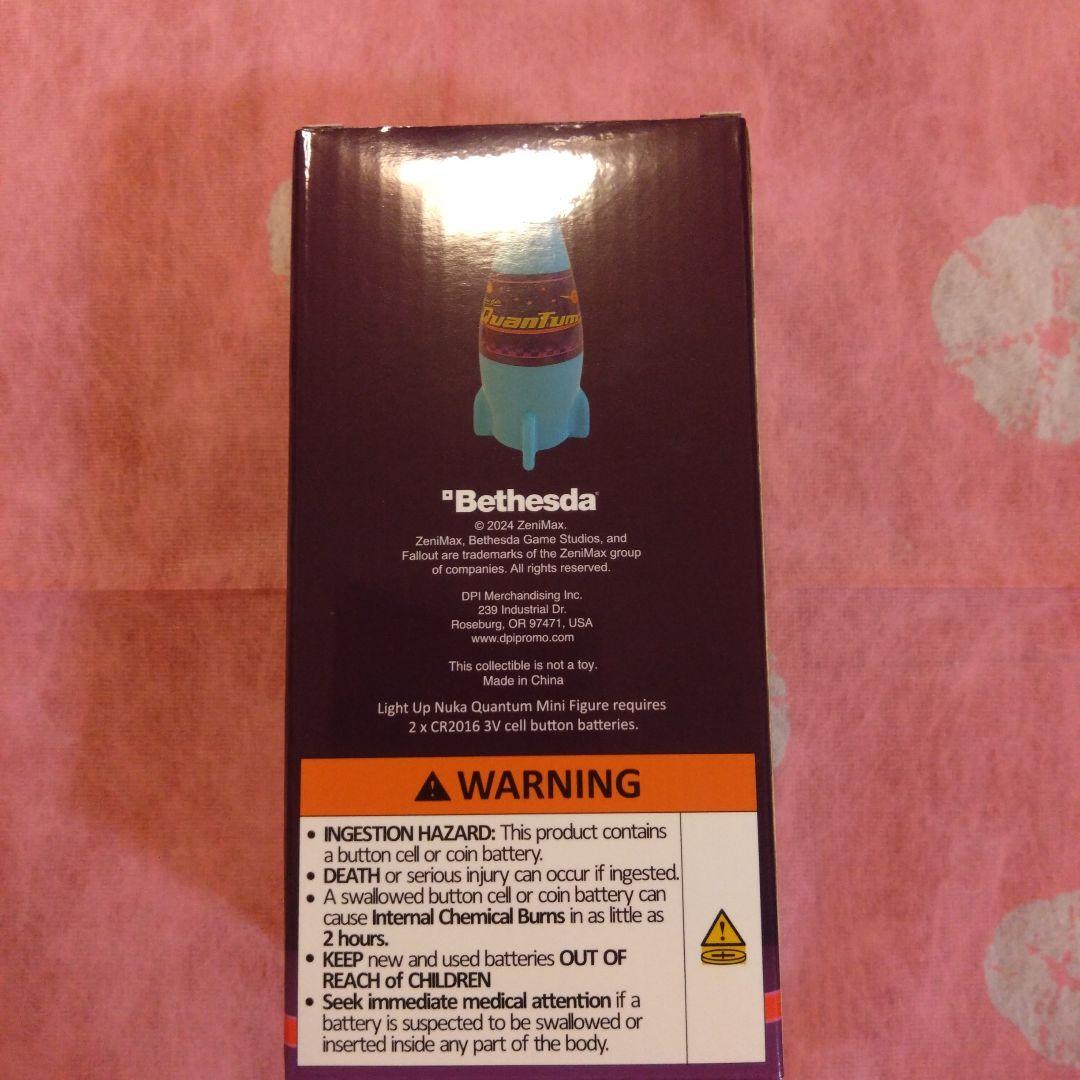 Quantum
Bethesda
© 2024 ZeniMax.
ZeniMax, Bethesda Game Studios, and
Fallout are trademarks of the ZeniMax group
of companies. All rights reserved.
DPI Merchandising Inc.
239 Industrial Dr.
Roseburg, OR 97471, USA
www.dpipromo.com
This collectible is not a toy.
Made in China
Light Up Nuka Quantum Mini Figure requires
2 x CR2016 3V cell button batteries.
WARNING
• INGESTION HAZARD: This product contains
a button cell or coin battery.
• DEATH or serious injury can occur if ingested.
• A swallowed button cell or coin battery can
cause Internal Chemical Burns in as little as
2 hours.
• KEEP new and used batteries OUT OF
REACH of CHILDREN
• Seek immediate medical attention if a
battery is suspected to be swallowed or
inserted inside any part of the body.